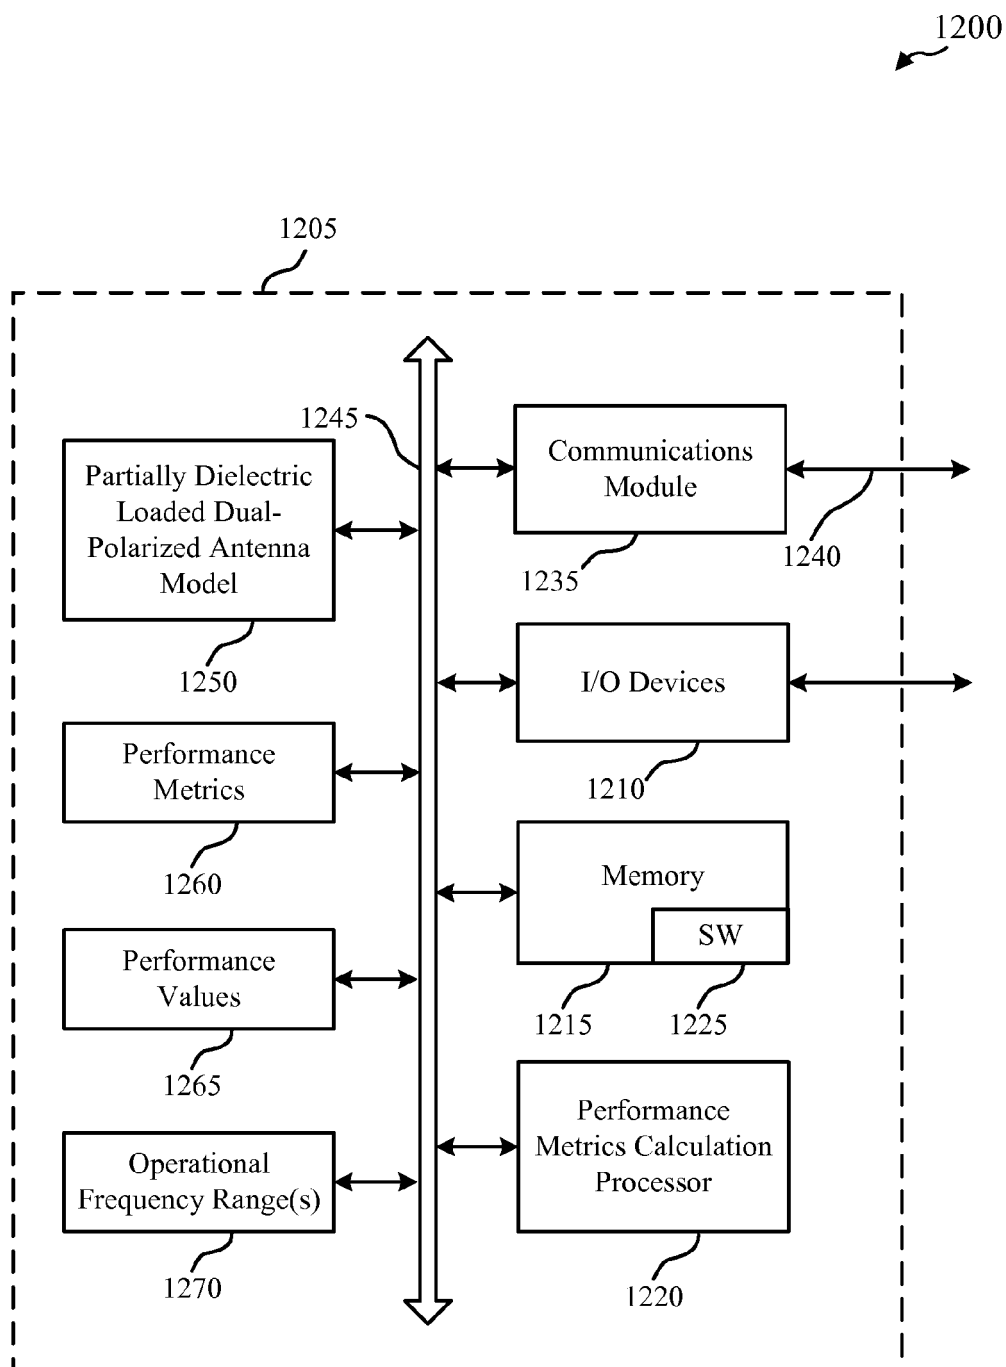 1200
1205
1245
Communications
Module
1235
1240
Partially Dielectric
Loaded Dual-
Polarized Antenna
Model
1250
I/O Devices
1210
Performance
Metrics
1260
Memory
SW
1215
1225
Performance
Values
1265
Performance
Metrics Calculation
Processor
1220
Operational
Frequency Range(s)
1270